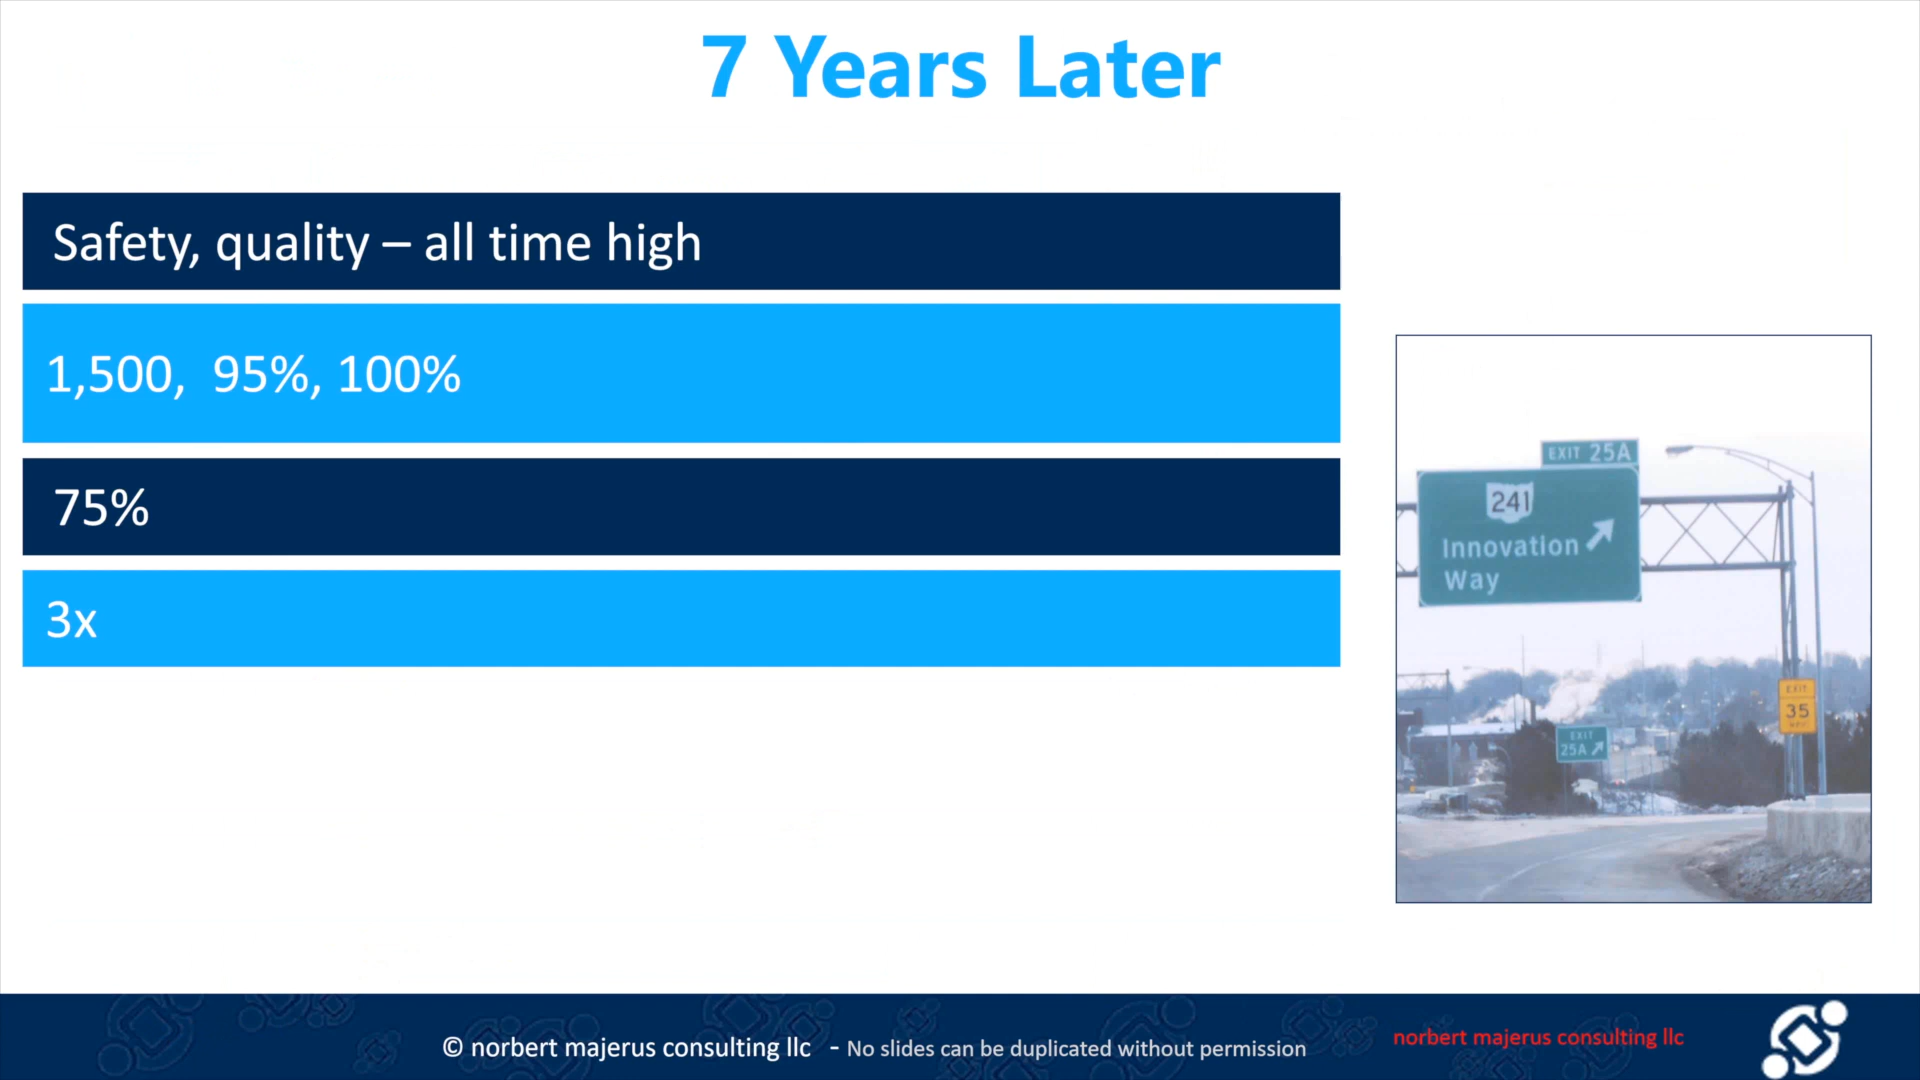 7 Years Later
Safety, quality – all time high
1,500, 95%, 100%
75%
3x
EXIT 25A
241
Innovation
Way
EXIT
35
EXIT
25A
© norbert majerus consulting llc - No slides can be duplicated without permission
norbert majerus consulting llc